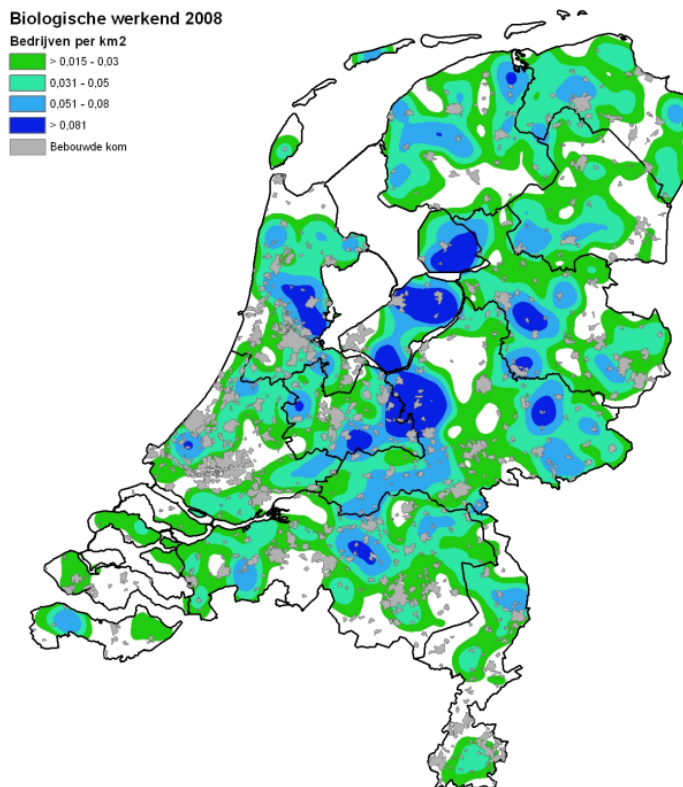 Biologische werkend 2008
Bedrijven per km2
> 0,015 - 0,03
0,031 - 0,05
0,051 - 0,08
> 0,081
Bebouwde kom